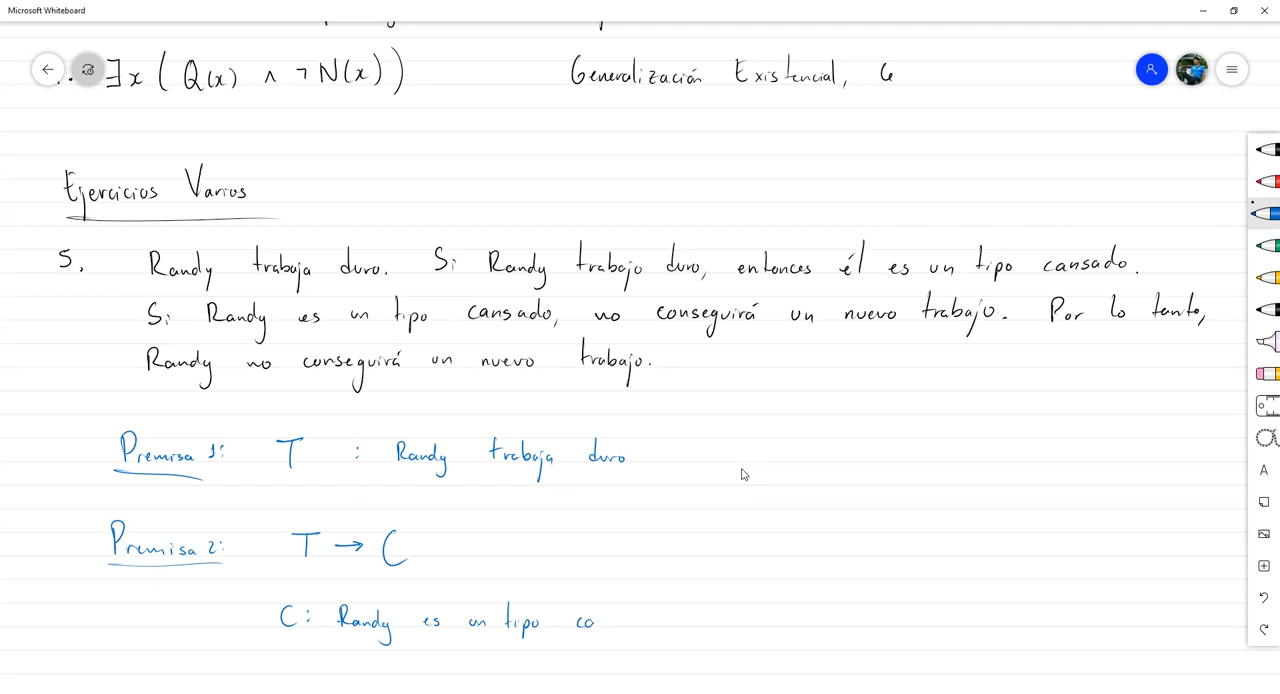 Microsoft Whiteboard
∃x ( Q(x) ∧ ¬N(x) ) Generalización Existencial, 6
Ejercicios Varios
5. Randy trabaja duro. Si Randy trabajo duro, entonces él es un tipo cansado.
Si Randy es un tipo cansado, no conseguirá un nuevo trabajo. Por lo tanto,
Randy no conseguirá un nuevo trabajo.
Premisa 1: T : Randy trabaja duro
Premisa 2: T → C
C: Randy es un tipo ca